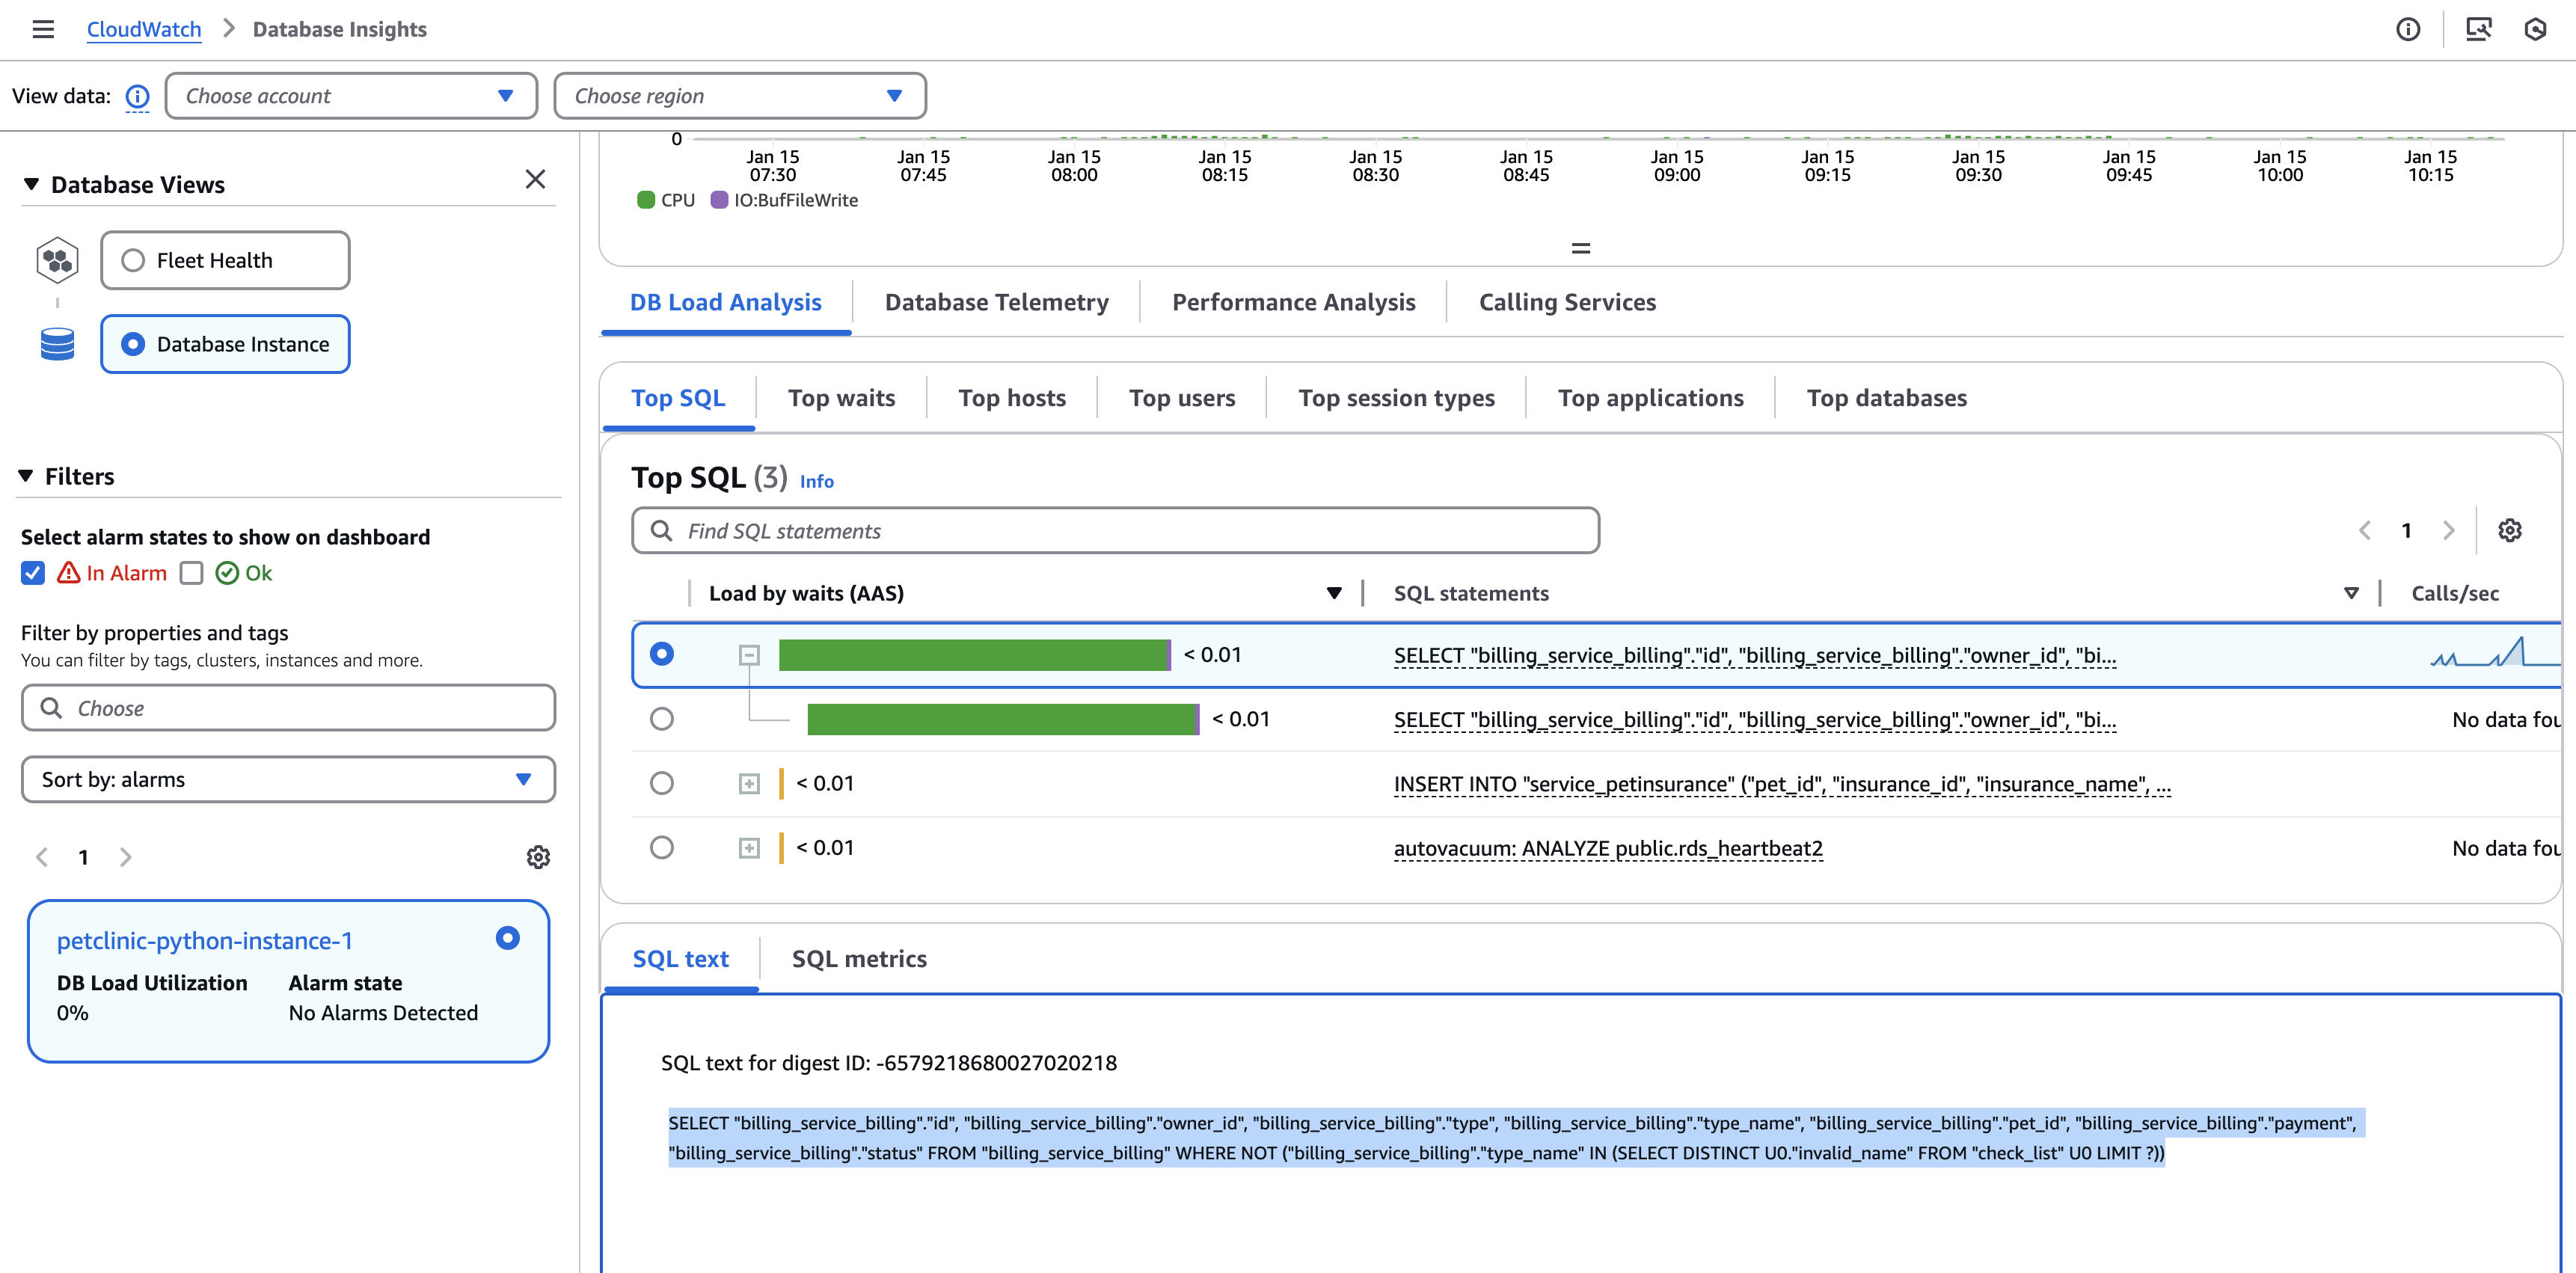 CloudWatch > Database Insights
View data: Choose account Choose region
Database Views
Fleet Health
Database Instance
Filters
Select alarm states to show on dashboard
In Alarm Ok
Filter by properties and tags
You can filter by tags, clusters, instances and more.
Choose
Sort by: alarms
1
petclinic-python-instance-1
DB Load Utilization Alarm state
0% No Alarms Detected
0
Jan 15 Jan 15 Jan 15 Jan 15 Jan 15 Jan 15 Jan 15 Jan 15 Jan 15 Jan 15 Jan 15 Jan 15
07:30 07:45 08:00 08:15 08:30 08:45 09:00 09:15 09:30 09:45 10:00 10:15
CPU IO:BufFileWrite
DB Load Analysis Database Telemetry Performance Analysis Calling Services
Top SQL Top waits Top hosts Top users Top session types Top applications Top databases
Top SQL (3) Info
Find SQL statements 1
Load by waits (AAS) SQL statements Calls/sec
< 0.01 SELECT "billing_service_billing"."id", "billing_service_billing"."owner_id", "bi...
< 0.01 SELECT "billing_service_billing"."id", "billing_service_billing"."owner_id", "bi... No data fou
< 0.01 INSERT INTO "service_petinsurance" ("pet_id", "insurance_id", "insurance_name", ...
< 0.01 autovacuum: ANALYZE public.rds_heartbeat2 No data fou
SQL text SQL metrics
SQL text for digest ID: -6579218680027020218
SELECT "billing_service_billing"."id", "billing_service_billing"."owner_id", "billing_service_billing"."type", "billing_service_billing"."type_name", "billing_service_billing"."pet_id", "billing_service_billing"."payment",
"billing_service_billing"."status" FROM "billing_service_billing" WHERE NOT ("billing_service_billing"."type_name" IN (SELECT DISTINCT U0."invalid_name" FROM "check_list" U0 LIMIT ?))